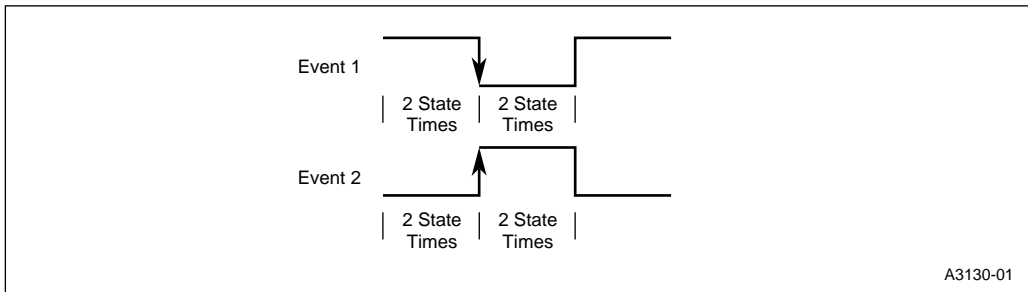 Event 1
2 State
Times
2 State
Times
Event 2
2 State
Times
2 State
Times
A3130-01